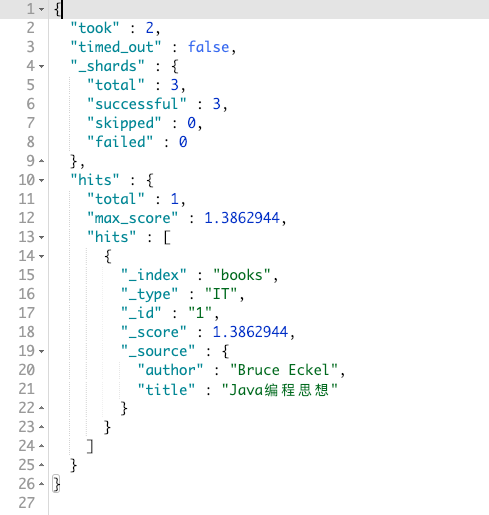 1 {
2   "took" : 2,
3   "timed_out" : false,
4   "_shards" : {
5     "total" : 3,
6     "successful" : 3,
7     "skipped" : 0,
8     "failed" : 0
9   },
10   "hits" : {
11     "total" : 1,
12     "max_score" : 1.3862944,
13     "hits" : [
14       {
15         "_index" : "books",
16         "_type" : "IT",
17         "_id" : "1",
18         "_score" : 1.3862944,
19         "_source" : {
20           "author" : "Bruce Eckel",
21           "title" : "Java编程思想"
22         }
23       }
24     ]
25   }
26 }
27